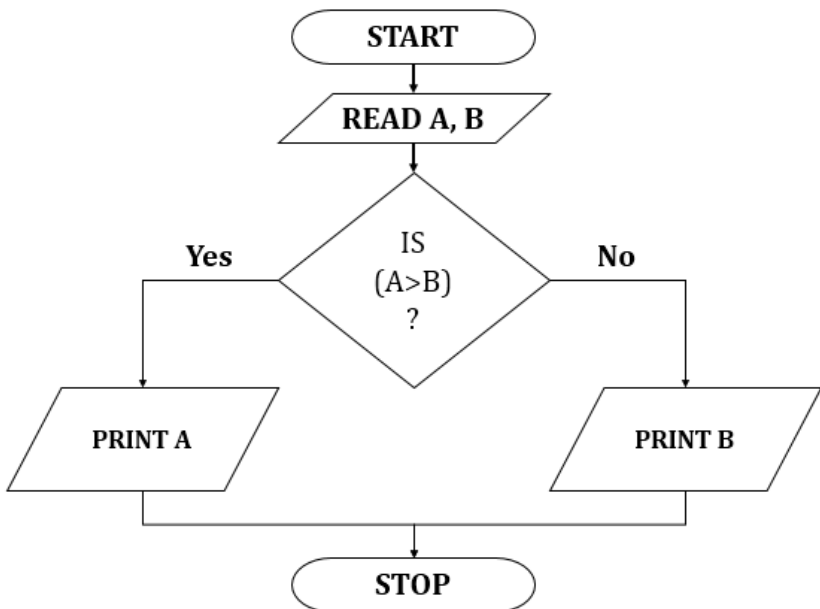 START
READ A, B
IS
(A>B)
?
Yes
No
PRINT A
PRINT B
STOP